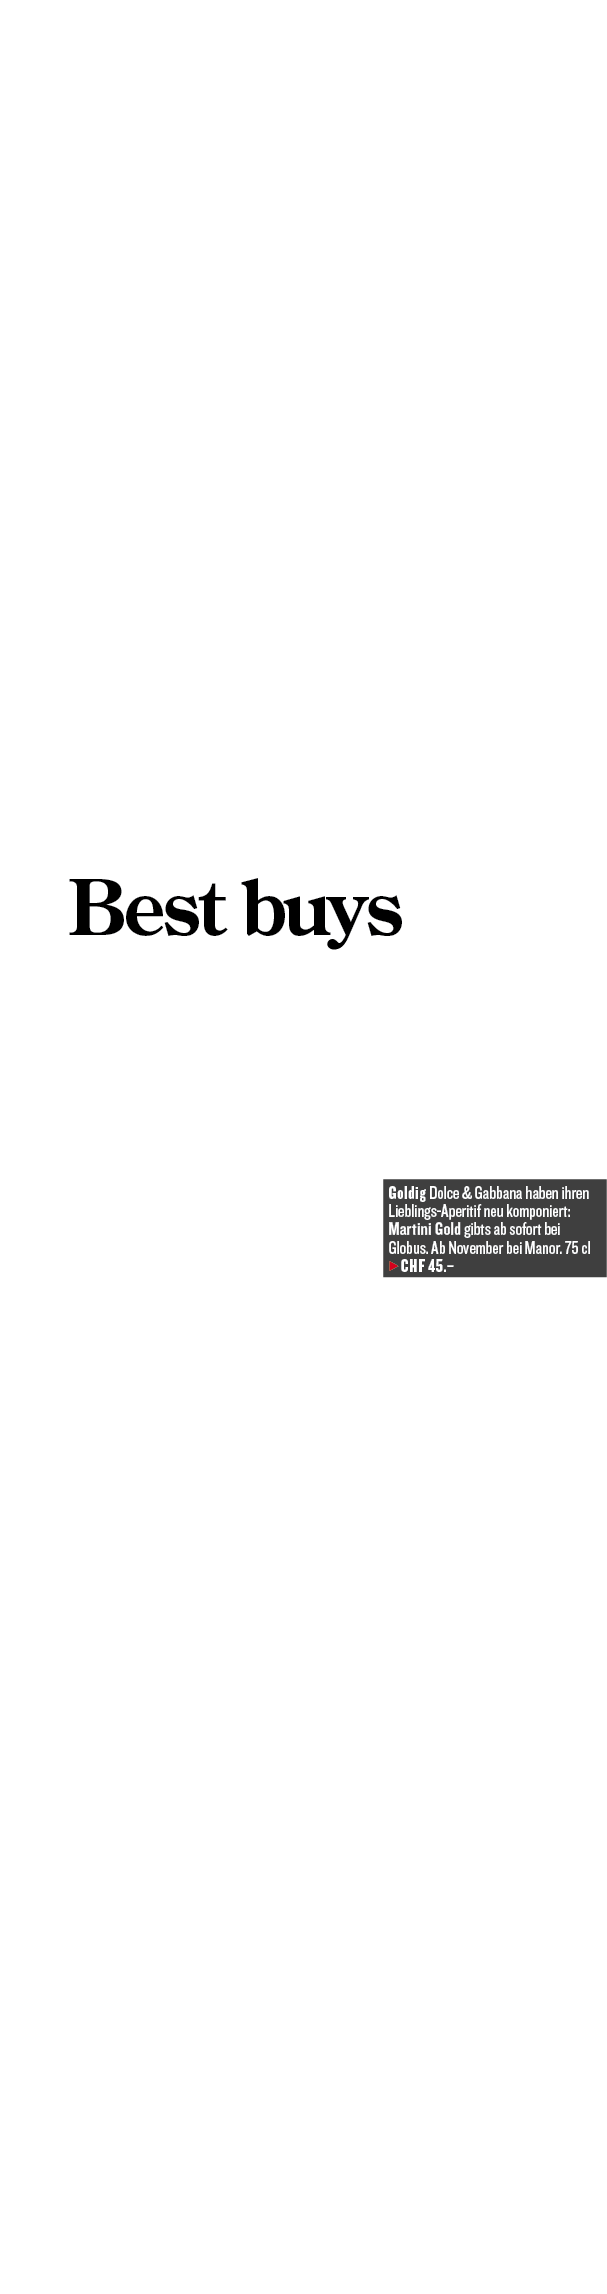 Best buys
Goldig Dolce & Gabbana haben ihren
Lieblings-Aperitif neu komponiert:
Martini Gold gibts ab sofort bei
Globus. Ab November bei Manor. 75 cl
▶CHF 45.–